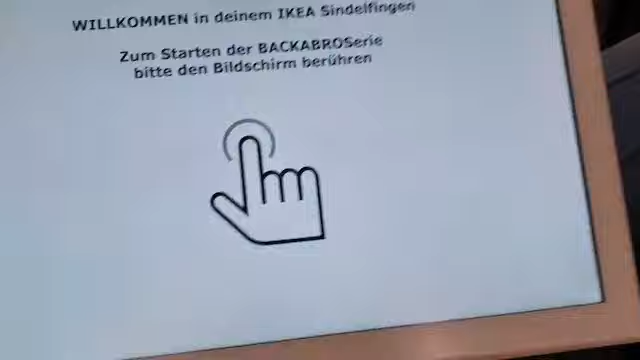 WILLKOMMEN in deinem IKEA Sindelfingen
Zum Starten der BACKABROSerie
bitte den Bildschirm berühren